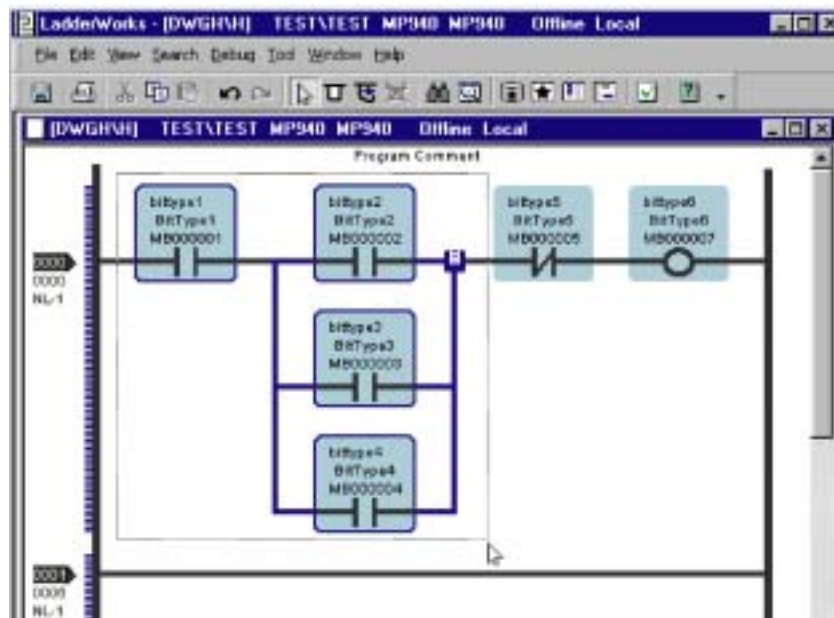 LadderWorks - [DWGH\H] TEST\TEST MP940 MP940 Offline Local
File Edit View Search Debug Tool Window Help
[DWGH\H] TEST\TEST MP940 MP940 Offline Local
Program Comment
bittype1
BitType1
MB000001
bittype2
BitType2
MB000002
bittype5
BitType5
MB000005
bittype6
BitType6
MB000007
0000
0000
NL-1
bittype3
BitType3
MB000003
bittype4
BitType4
MB000004
0001
0006
NL-1